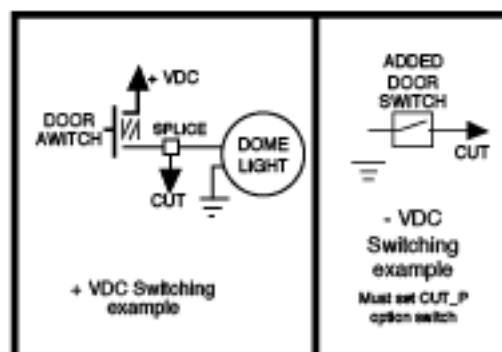 + VDC
DOOR
AWITCH
SPLICE
DOME
LIGHT
CUT
+ VDC Switching
example
ADDED
DOOR
SWITCH
CUT
- VDC
Switching
example
Must set CUT_P
option switch